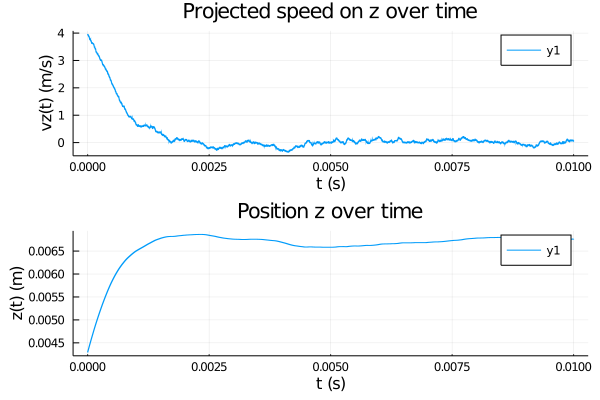 Projected speed on z over time
vz(t) (m/s)
4
3
2
1
0
y1
0.0000
0.0025
0.0050
0.0075
0.0100
t (s)
Position z over time
z(t) (m)
0.0065
0.0060
0.0055
0.0050
0.0045
y1
0.0000
0.0025
0.0050
0.0075
0.0100
t (s)